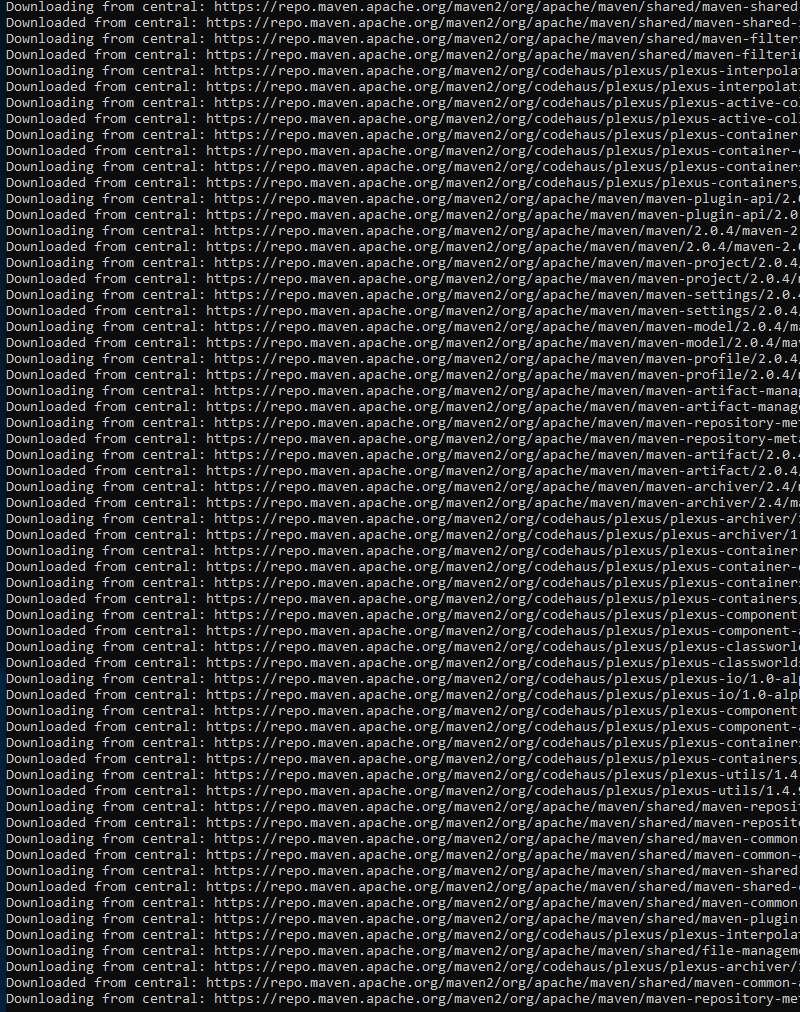 Downloading from central: https://repo.maven.apache.org/maven2/org/apache/maven/shared/maven-shared-
Downloaded from central: https://repo.maven.apache.org/maven2/org/apache/maven/shared/maven-shared-
Downloading from central: https://repo.maven.apache.org/maven2/org/apache/maven/shared/maven-filteri
Downloaded from central: https://repo.maven.apache.org/maven2/org/apache/maven/shared/maven-filterin
Downloading from central: https://repo.maven.apache.org/maven2/org/codehaus/plexus/plexus-interpolat
Downloaded from central: https://repo.maven.apache.org/maven2/org/codehaus/plexus/plexus-interpolati
Downloading from central: https://repo.maven.apache.org/maven2/org/codehaus/plexus/plexus-active-col
Downloaded from central: https://repo.maven.apache.org/maven2/org/codehaus/plexus/plexus-active-coll
Downloading from central: https://repo.maven.apache.org/maven2/org/codehaus/plexus/plexus-container-
Downloaded from central: https://repo.maven.apache.org/maven2/org/codehaus/plexus/plexus-container-
Downloading from central: https://repo.maven.apache.org/maven2/org/codehaus/plexus/plexus-containers
Downloaded from central: https://repo.maven.apache.org/maven2/org/codehaus/plexus/plexus-containers/
Downloading from central: https://repo.maven.apache.org/maven2/org/apache/maven/maven-plugin-api/2.0
Downloaded from central: https://repo.maven.apache.org/maven2/org/apache/maven/maven-plugin-api/2.0
Downloading from central: https://repo.maven.apache.org/maven2/org/apache/maven/maven/2.0.4/maven-2.
Downloaded from central: https://repo.maven.apache.org/maven2/org/apache/maven/maven/2.0.4/maven-2.0
Downloading from central: https://repo.maven.apache.org/maven2/org/apache/maven/maven-project/2.0.4/
Downloaded from central: https://repo.maven.apache.org/maven2/org/apache/maven/maven-project/2.0.4/m
Downloading from central: https://repo.maven.apache.org/maven2/org/apache/maven/maven-settings/2.0.4
Downloaded from central: https://repo.maven.apache.org/maven2/org/apache/maven/maven-settings/2.0.4/
Downloading from central: https://repo.maven.apache.org/maven2/org/apache/maven/maven-model/2.0.4/ma
Downloaded from central: https://repo.maven.apache.org/maven2/org/apache/maven/maven-model/2.0.4/mav
Downloading from central: https://repo.maven.apache.org/maven2/org/apache/maven/maven-profile/2.0.4/
Downloaded from central: https://repo.maven.apache.org/maven2/org/apache/maven/maven-profile/2.0.4/m
Downloading from central: https://repo.maven.apache.org/maven2/org/apache/maven/maven-artifact-mana
Downloaded from central: https://repo.maven.apache.org/maven2/org/apache/maven/maven-artifact-manage
Downloading from central: https://repo.maven.apache.org/maven2/org/apache/maven/maven-repository-met
Downloaded from central: https://repo.maven.apache.org/maven2/org/apache/maven/maven-repository-meta
Downloading from central: https://repo.maven.apache.org/maven2/org/apache/maven/maven-artifact/2.0.4
Downloaded from central: https://repo.maven.apache.org/maven2/org/apache/maven/maven-artifact/2.0.4/
Downloading from central: https://repo.maven.apache.org/maven2/org/apache/maven/maven-archiver/2.4/m
Downloaded from central: https://repo.maven.apache.org/maven2/org/apache/maven/maven-archiver/2.4/ma
Downloading from central: https://repo.maven.apache.org/maven2/org/codehaus/plexus/plexus-archiver/1
Downloaded from central: https://repo.maven.apache.org/maven2/org/codehaus/plexus/plexus-archiver/1
Downloading from central: https://repo.maven.apache.org/maven2/org/codehaus/plexus/plexus-container-
Downloaded from central: https://repo.maven.apache.org/maven2/org/codehaus/plexus/plexus-container-
Downloading from central: https://repo.maven.apache.org/maven2/org/codehaus/plexus/plexus-containers
Downloaded from central: https://repo.maven.apache.org/maven2/org/codehaus/plexus/plexus-containers/
Downloading from central: https://repo.maven.apache.org/maven2/org/codehaus/plexus/plexus-component-
Downloaded from central: https://repo.maven.apache.org/maven2/org/codehaus/plexus/plexus-component-a
Downloading from central: https://repo.maven.apache.org/maven2/org/codehaus/plexus/plexus-classworld
Downloaded from central: https://repo.maven.apache.org/maven2/org/codehaus/plexus/plexus-classworlds
Downloading from central: https://repo.maven.apache.org/maven2/org/codehaus/plexus/plexus-io/1.0-alp
Downloaded from central: https://repo.maven.apache.org/maven2/org/codehaus/plexus/plexus-io/1.0-alph
Downloading from central: https://repo.maven.apache.org/maven2/org/codehaus/plexus/plexus-component-
Downloaded from central: https://repo.maven.apache.org/maven2/org/codehaus/plexus/plexus-component-a
Downloading from central: https://repo.maven.apache.org/maven2/org/codehaus/plexus/plexus-containers
Downloaded from central: https://repo.maven.apache.org/maven2/org/codehaus/plexus/plexus-containers/
Downloading from central: https://repo.maven.apache.org/maven2/org/codehaus/plexus/plexus-utils/1.4.
Downloaded from central: https://repo.maven.apache.org/maven2/org/codehaus/plexus/plexus-utils/1.4.9
Downloading from central: https://repo.maven.apache.org/maven2/org/apache/maven/shared/maven-reposit
Downloaded from central: https://repo.maven.apache.org/maven2/org/apache/maven/shared/maven-reposito
Downloading from central: https://repo.maven.apache.org/maven2/org/apache/maven/shared/maven-common-
Downloaded from central: https://repo.maven.apache.org/maven2/org/apache/maven/shared/maven-common-a
Downloading from central: https://repo.maven.apache.org/maven2/org/apache/maven/shared/maven-shared-
Downloaded from central: https://repo.maven.apache.org/maven2/org/apache/maven/shared/maven-shared-
Downloading from central: https://repo.maven.apache.org/maven2/org/apache/maven/shared/maven-common-
Downloading from central: https://repo.maven.apache.org/maven2/org/apache/maven/shared/maven-plugin-
Downloading from central: https://repo.maven.apache.org/maven2/org/codehaus/plexus/plexus-interpolat
Downloading from central: https://repo.maven.apache.org/maven2/org/apache/maven/shared/file-manageme
Downloading from central: https://repo.maven.apache.org/maven2/org/codehaus/plexus/plexus-archiver/1
Downloaded from central: https://repo.maven.apache.org/maven2/org/apache/maven/shared/maven-common-a
Downloading from central: https://repo.maven.apache.org/maven2/org/apache/maven/maven-repository-met